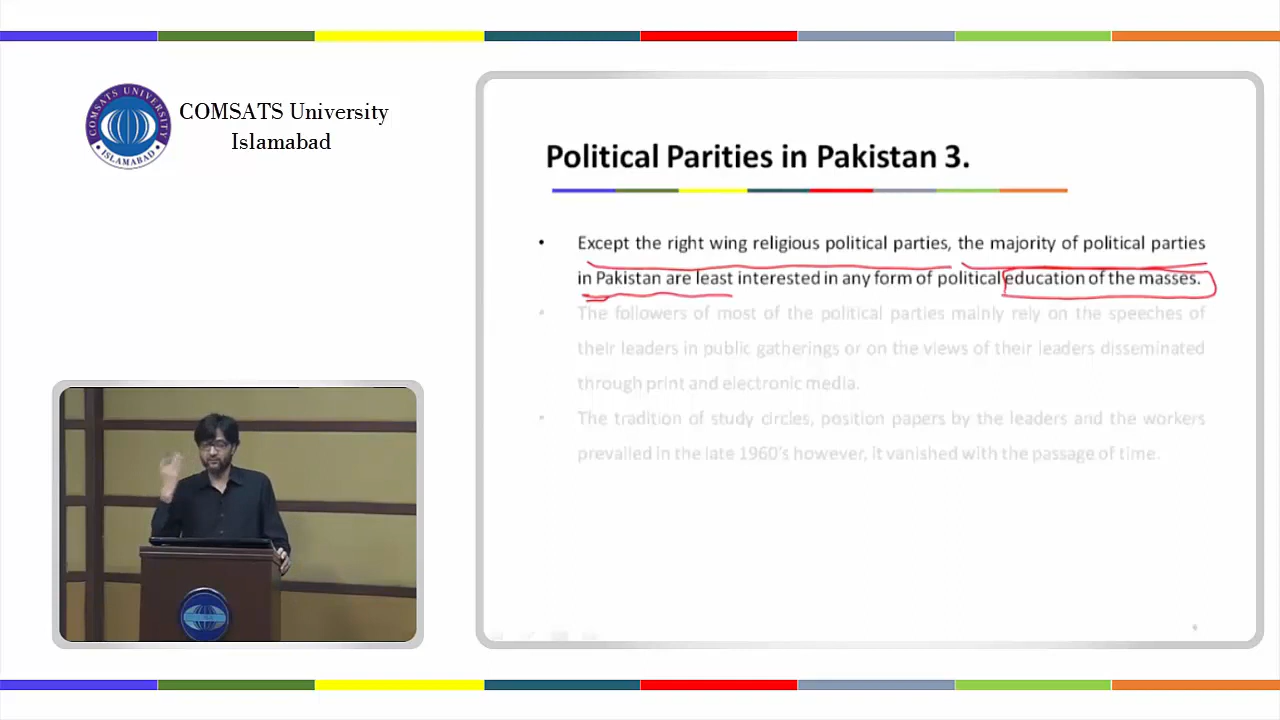 COMSATS University
Islamabad
COMSATS UNIVERSITY
ISLAMABAD
Political Parities in Pakistan 3.
• Except the right wing religious political parties, the majority of political parties
in Pakistan are least interested in any form of political education of the masses.
• The followers of most of the political parties mainly rely on the speeches of
their leaders in public gatherings or on the views of their leaders disseminated
through print and electronic media.
• The tradition of study circles, position papers by the leaders and the workers
prevailed in the late 1960's however, it vanished with the passage of time.